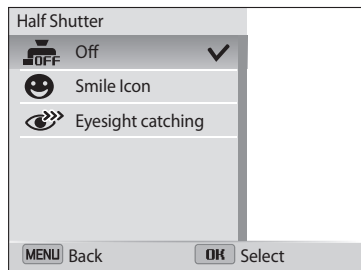 Half Shutter
OFF Off
Smile Icon
Eyesight catching
MENU Back OK Select